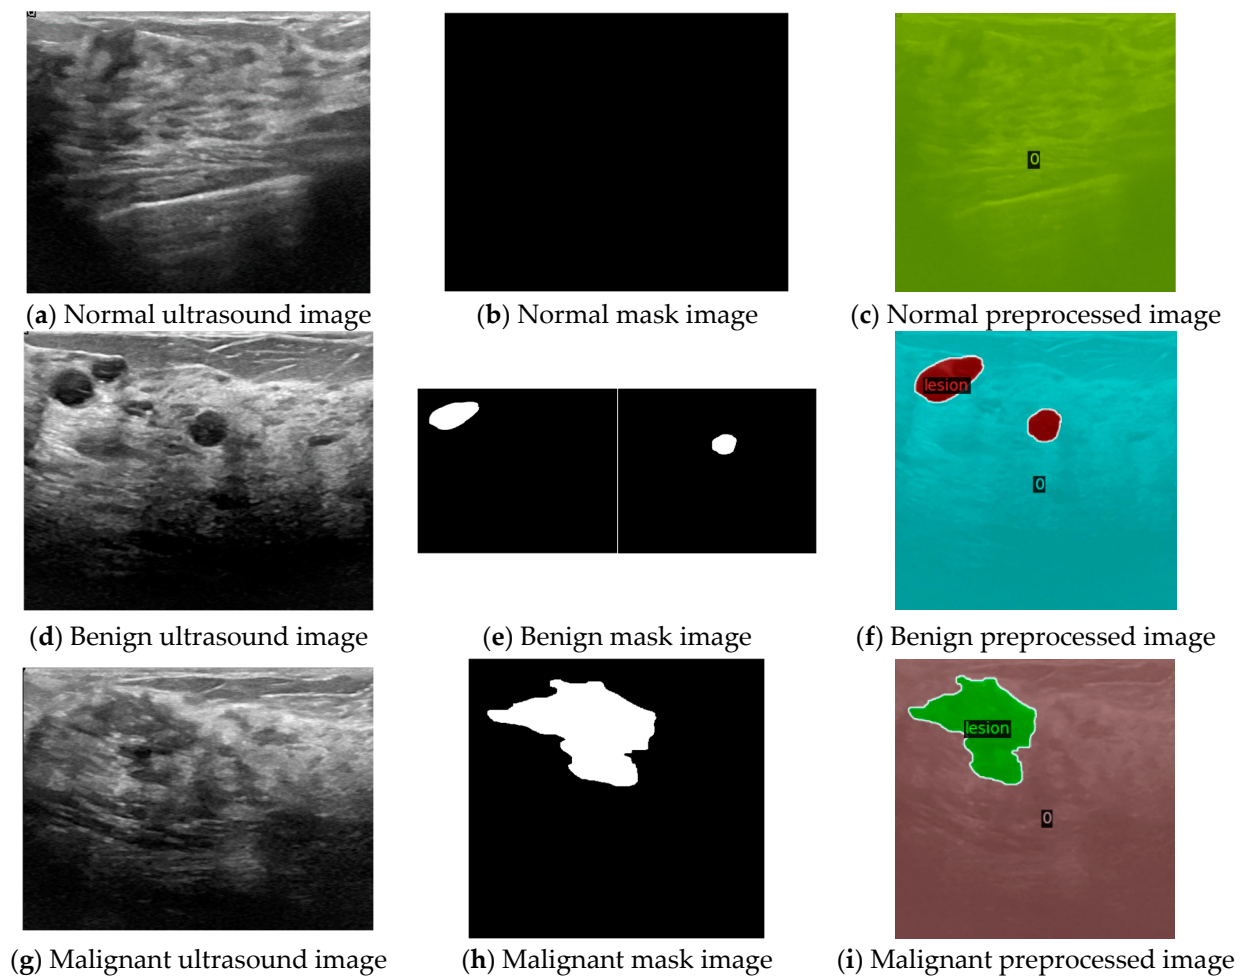 (a) Normal ultrasound image
(b) Normal mask image
0
(c) Normal preprocessed image
(d) Benign ultrasound image
(e) Benign mask image
lesion
0
(f) Benign preprocessed image
(g) Malignant ultrasound image
(h) Malignant mask image
lesion
0
(i) Malignant preprocessed image